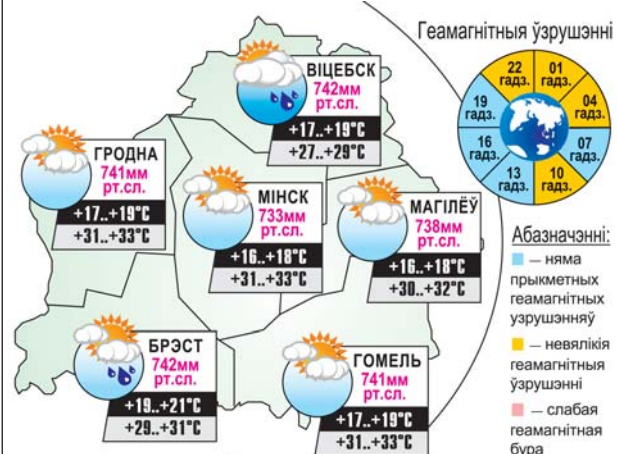 Геамагнітныя ўзрушэнні
22 гадз.
01 гадз.
04 гадз.
07 гадз.
10 гадз.
13 гадз.
16 гадз.
19 гадз.
ВІЦЕБСК
742мм
рт.сл.
+17..+19°C
+27..+29°C
ГРОДНА
741мм
рт.сл.
+17..+19°C
+31..+33°C
МІНСК
733мм
рт.сл.
+16..+18°C
+31..+33°C
МАГІЛЁЎ
738мм
рт.сл.
+16..+18°C
+30..+32°C
БРЭСТ
742мм
рт.сл.
+19..+21°C
+29..+31°C
ГОМЕЛЬ
741мм
рт.сл.
+17..+19°C
+31..+33°C
Абазначэнні:
— няма
прыкметных
геамагнітных
узрушэнняў
— невялікія
геамагнітныя
ўзрушэнні
— слабая
геамагнітная
бура